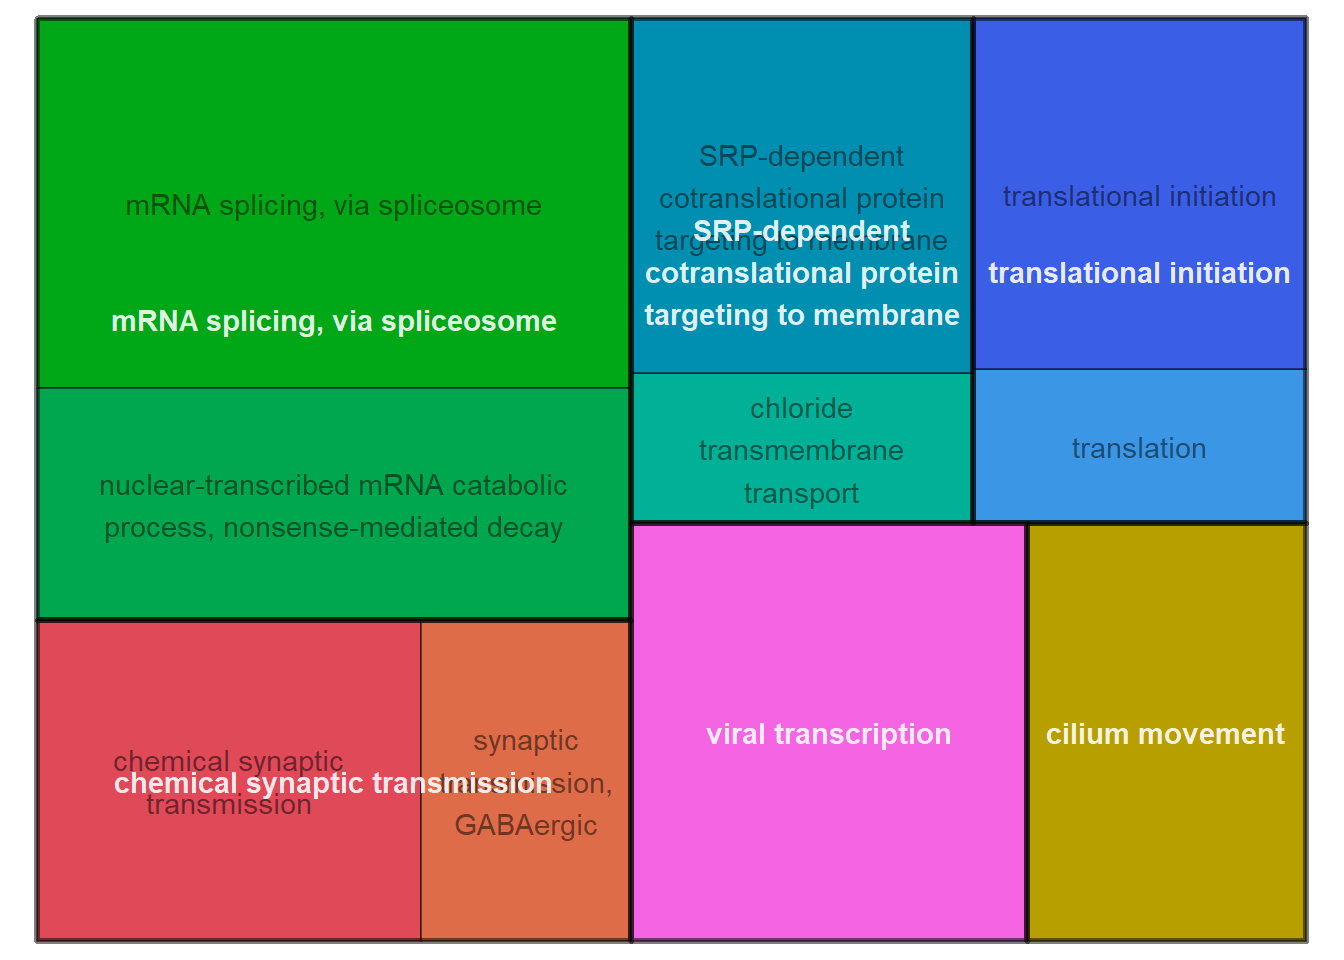 mRNA splicing, via spliceosome
mRNA splicing, via spliceosome
nuclear-transcribed mRNA catabolic
process, nonsense-mediated decay
chemical synaptic
transmission
chemical synaptic transmission
synaptic
transmission,
GABAergic
SRP-dependent
cotranslational protein
targeting to membrane
SRP-dependent
cotranslational protein
targeting to membrane
chloride
transmembrane
transport
translational initiation
translational initiation
translation
viral transcription
cilium movement